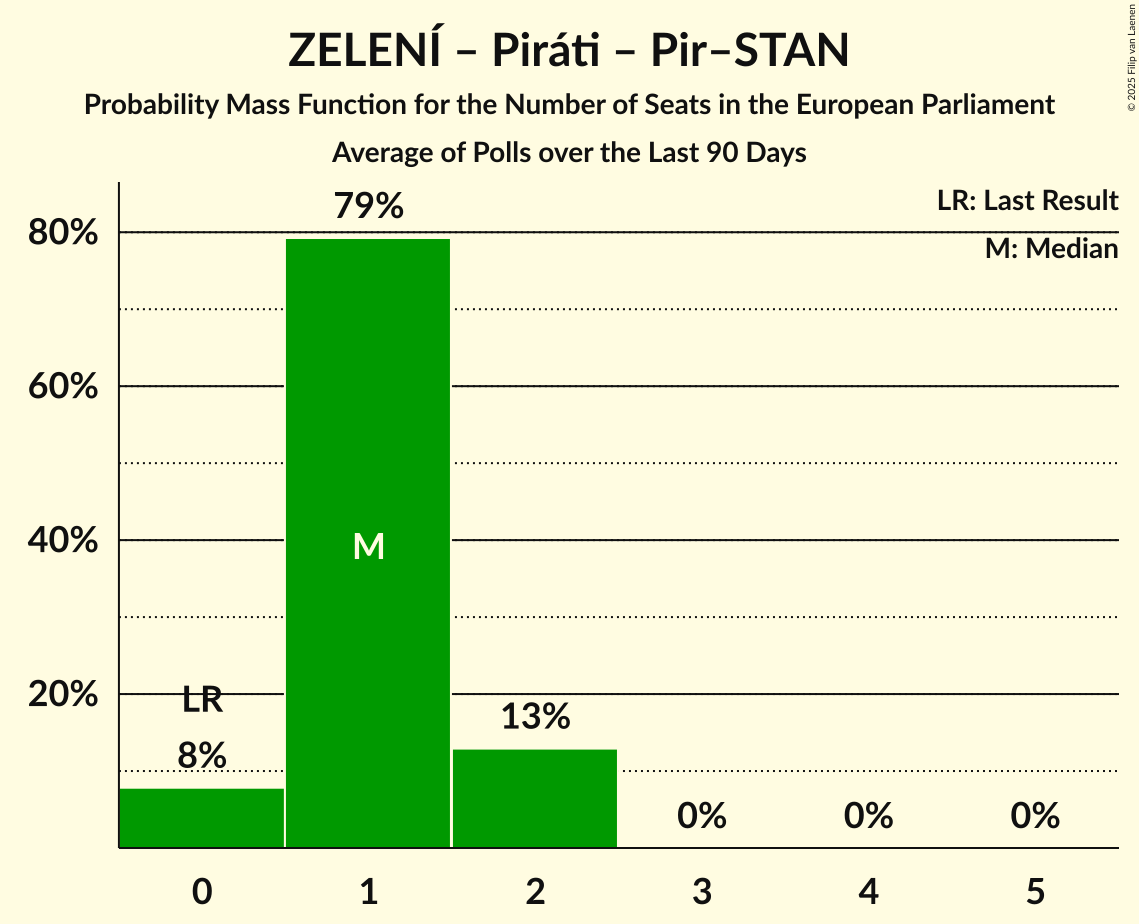 ZELENÍ – Piráti – Pir–STAN
Probability Mass Function for the Number of Seats in the European Parliament
Average of Polls over the Last 90 Days
© 2025 Filip van Laenen
LR: Last Result
M: Median
79%
80%
60%
40%
M
20%
LR
13%
8%
0% 0% 0%
0 1 2 3 4 5